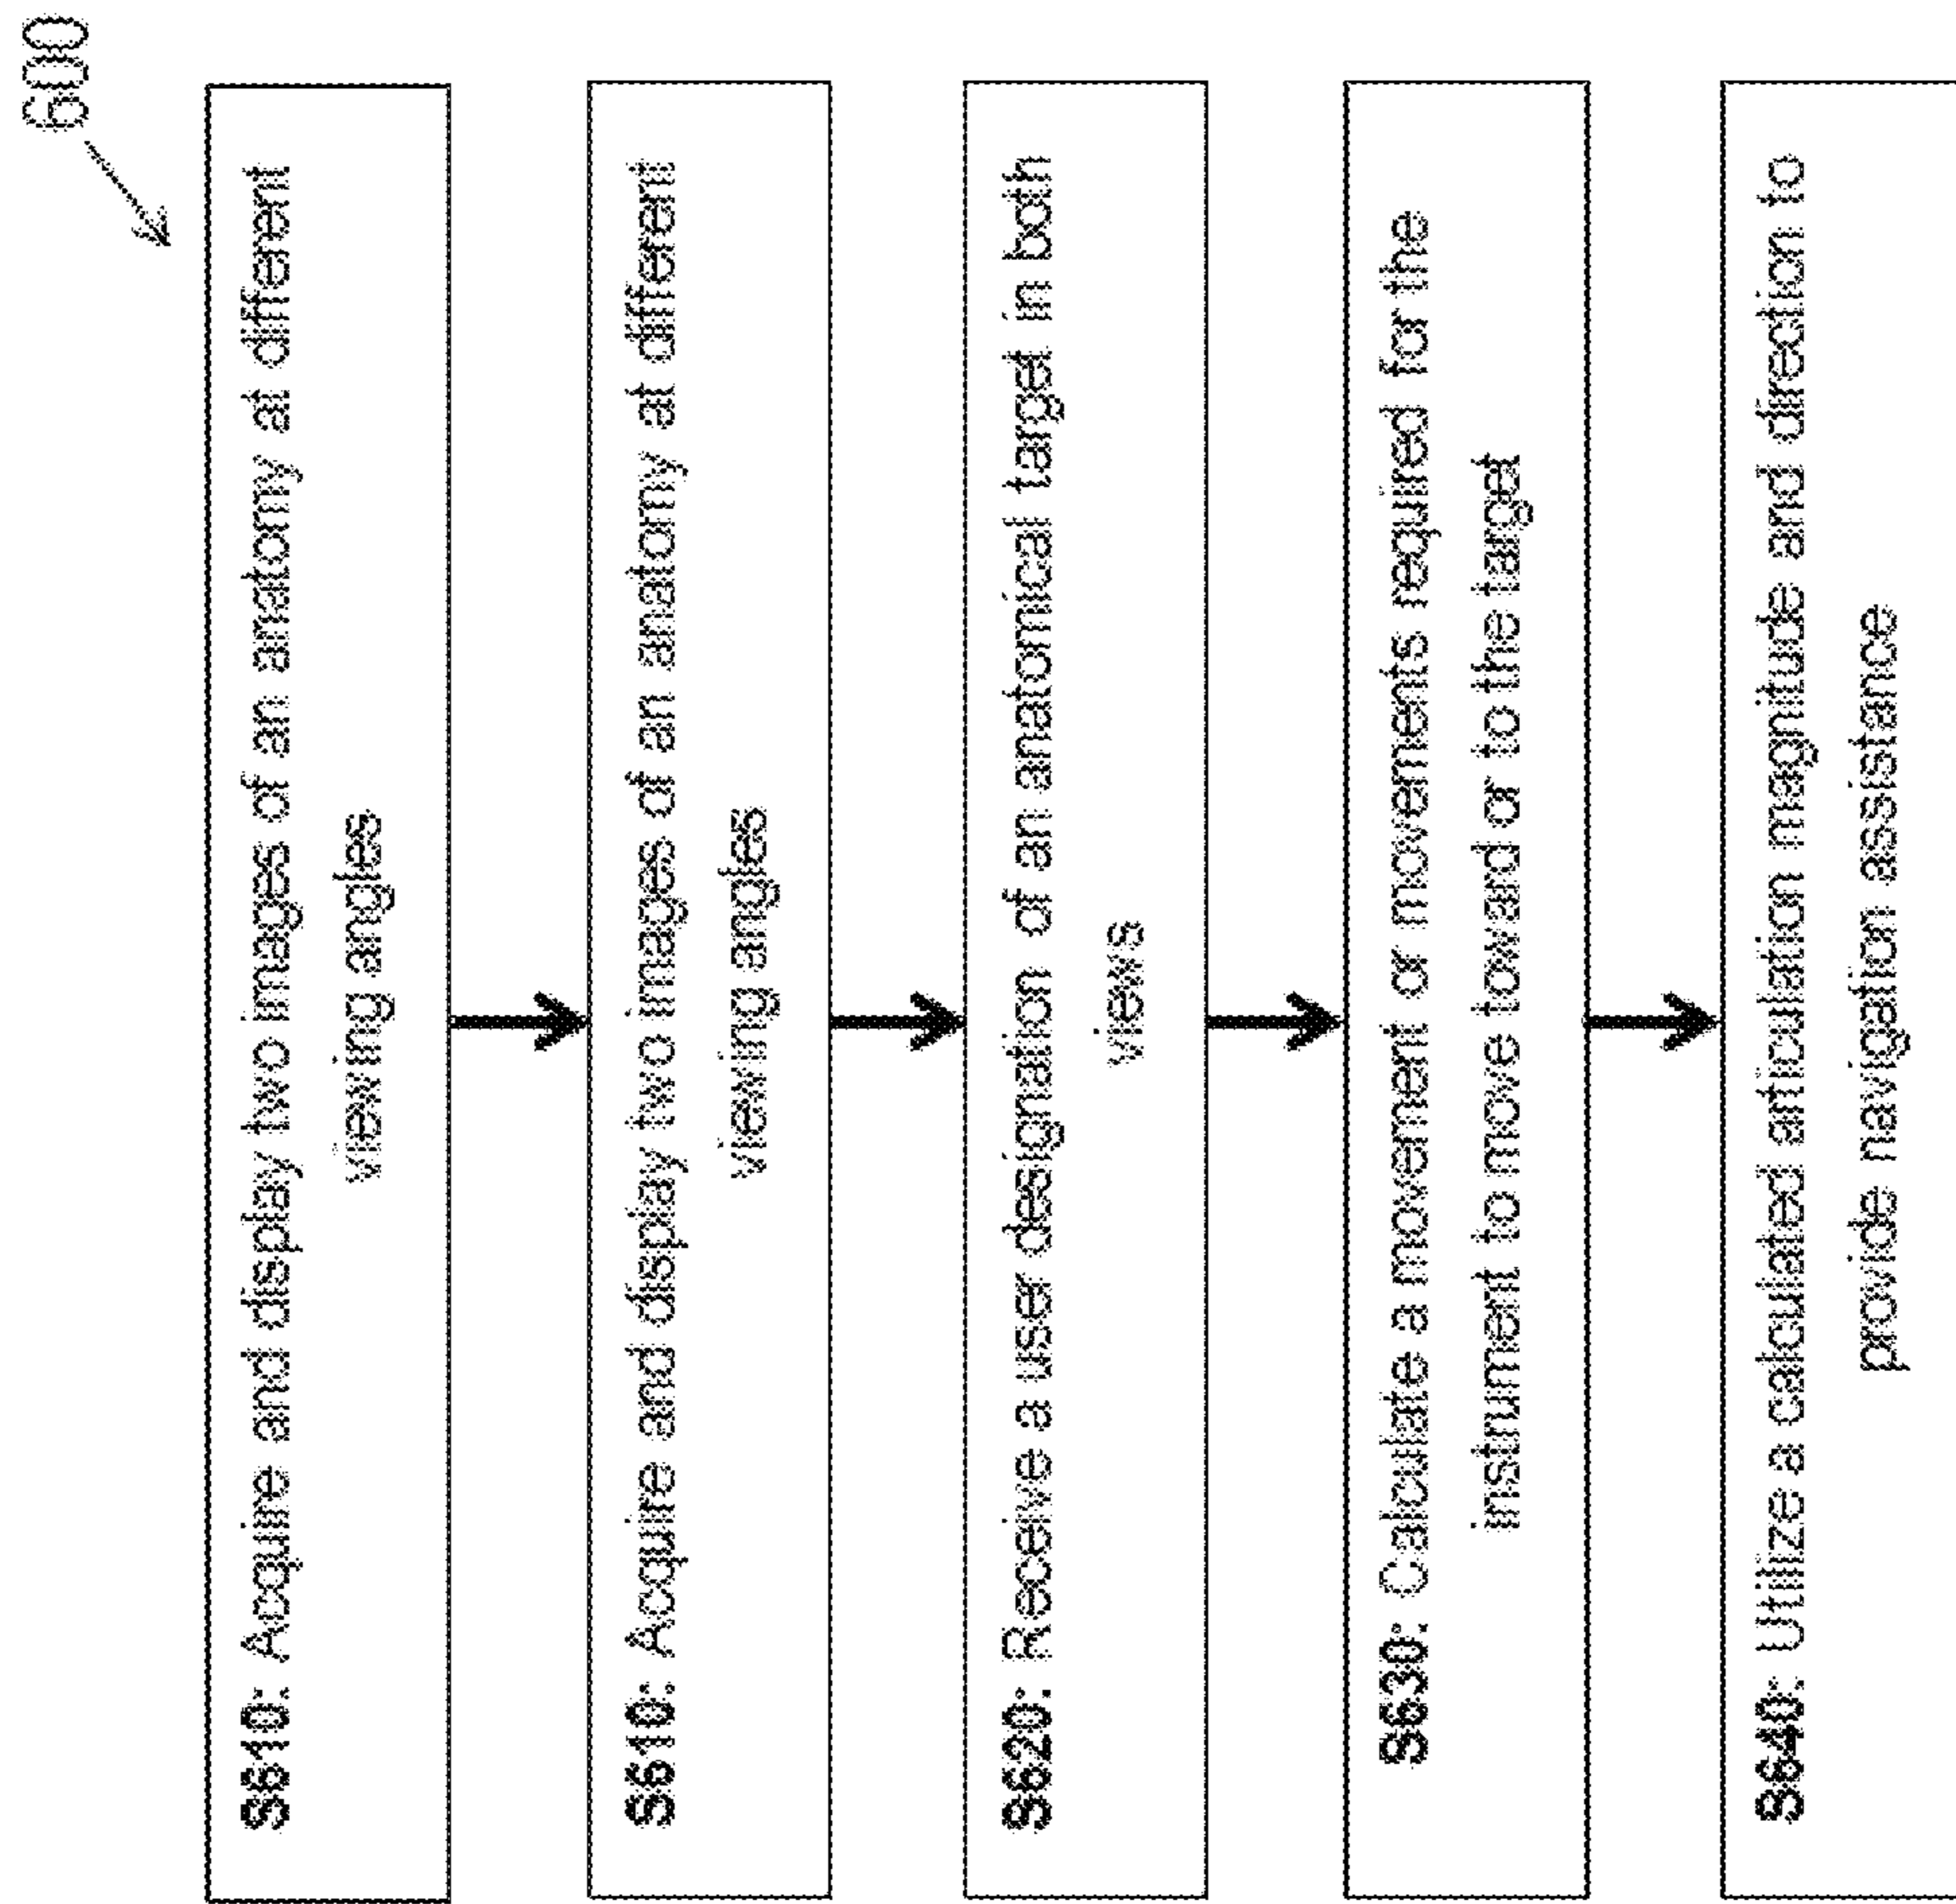 600
S610: Acquire and display two images of an anatomy at different
viewing angles
S610: Acquire and display two images of an anatomy at different
viewing angles
S620: Receive a user designation of an anatomical target in both
views
S630: Calculate a movement or movements required for the
instrument to move toward or to the target
S640: Utilize a calculated articulation magnitude and direction to
provide navigation assistance